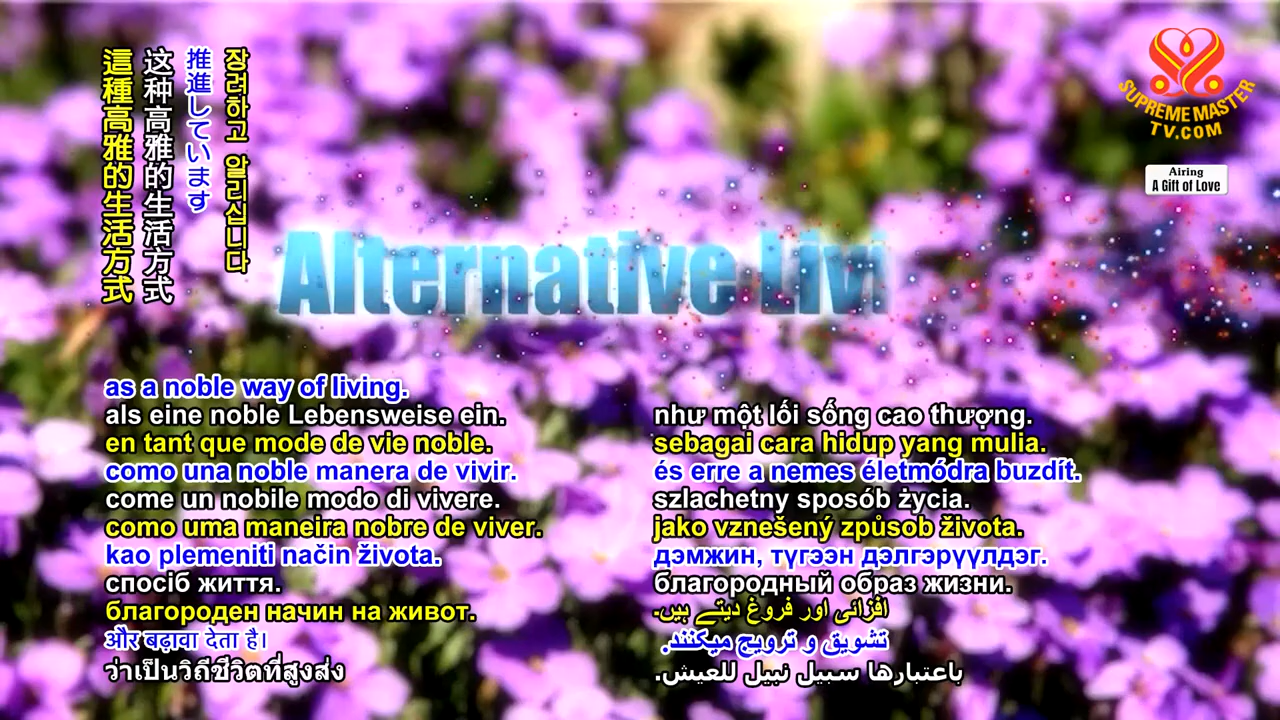 這種高雅的生活方式
这种高雅的生活方式
推進しています
장려하고 알리십니다
SUPREME MASTER
TV.COM
Airing
A Gift of Love
Alternative Livi
as a noble way of living.
als eine noble Lebensweise ein.
en tant que mode de vie noble.
como una noble manera de vivir.
come un nobile modo di vivere.
como uma maneira nobre de viver.
kao plemeniti način života.
спосіб життя.
благороден начин на живот.
और बढ़ावा देता है।
ว่าเป็นวิถีชีวิตที่สูงส่ง
như một lối sống cao thượng.
sebagai cara hidup yang mulia.
és erre a nemes életmódra buzdít.
szlachetny sposób życia.
jako vznešený způsob života.
дэмжин, түгээн дэлгэрүүлдэг.
благородный образ жизни.
افزائی اور فروغ دیتے ہیں۔
تشویق و ترویج میکنند.
باعتبارها سبيل نبيل للعيش.